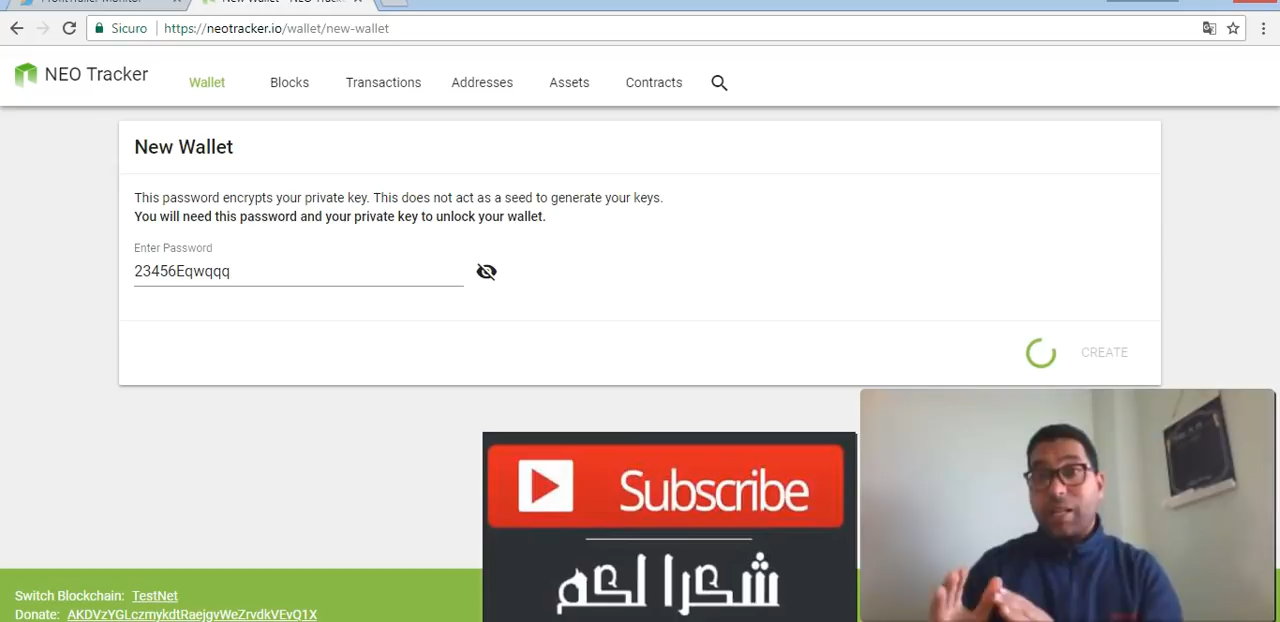 Sicuro https://neotracker.io/wallet/new-wallet
NEO Tracker Wallet Blocks Transactions Addresses Assets Contracts
New Wallet
This password encrypts your private key. This does not act as a seed to generate your keys.
You will need this password and your private key to unlock your wallet.
Enter Password
23456Eqwqqq
CREATE
Subscribe
شكرا لكم
Switch Blockchain: TestNet
Donate: AKDVzYGLczmykdtRaejgvWeZrvdkVEvQ1X